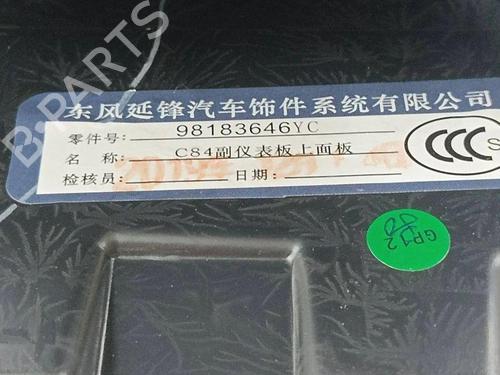 B-PARTS
东风延锋汽车饰件系统有限公司
零件号: 98183646YC
名 称: C84副仪表板上面板
检核员: 日期:
CCC S
GP12